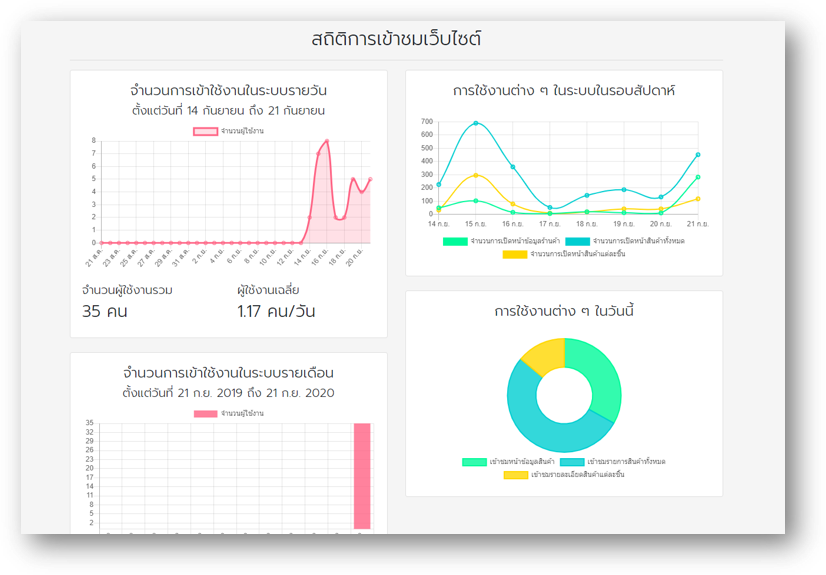 สถิติการเข้าชมเว็บไซต์
จำนวนการเข้าใช้งานในระบบรายวัน
ตั้งแต่วันที่ 14 กันยายน ถึง 21 กันยายน
จำนวนผู้ใช้งาน
8
7
6
5
4
3
2
1
0
21 ส.ค.
23 ส.ค.
25 ส.ค.
27 ส.ค.
29 ส.ค.
31 ส.ค.
2 ก.ย.
4 ก.ย.
6 ก.ย.
8 ก.ย.
10 ก.ย.
12 ก.ย.
14 ก.ย.
16 ก.ย.
18 ก.ย.
20 ก.ย.
จำนวนผู้ใช้งานรวม ผู้ใช้งานเฉลี่ย
35 คน 1.17 คน/วัน
จำนวนการเข้าใช้งานในระบบรายเดือน
ตั้งแต่วันที่ 21 ก.ย. 2019 ถึง 21 ก.ย. 2020
จำนวนผู้ใช้งาน
35
32
29
26
23
20
17
14
11
8
5
2
การใช้งานต่าง ๆ ในระบบในรอบสัปดาห์
700
600
500
400
300
200
100
0
14 ก.ย. 15 ก.ย. 16 ก.ย. 17 ก.ย. 18 ก.ย. 19 ก.ย. 20 ก.ย. 21 ก.ย.
จำนวนการเปิดหน้าข้อมูลร้านค้า จำนวนการเปิดหน้าสินค้าทั้งหมด
จำนวนการเปิดหน้าสินค้าแต่ละชิ้น
การใช้งานต่าง ๆ ในวันนี้
เข้าชมหน้าข้อมูลสินค้า เข้าชมรายการสินค้าทั้งหมด
เข้าชมรายละเอียดสินค้าแต่ละชิ้น